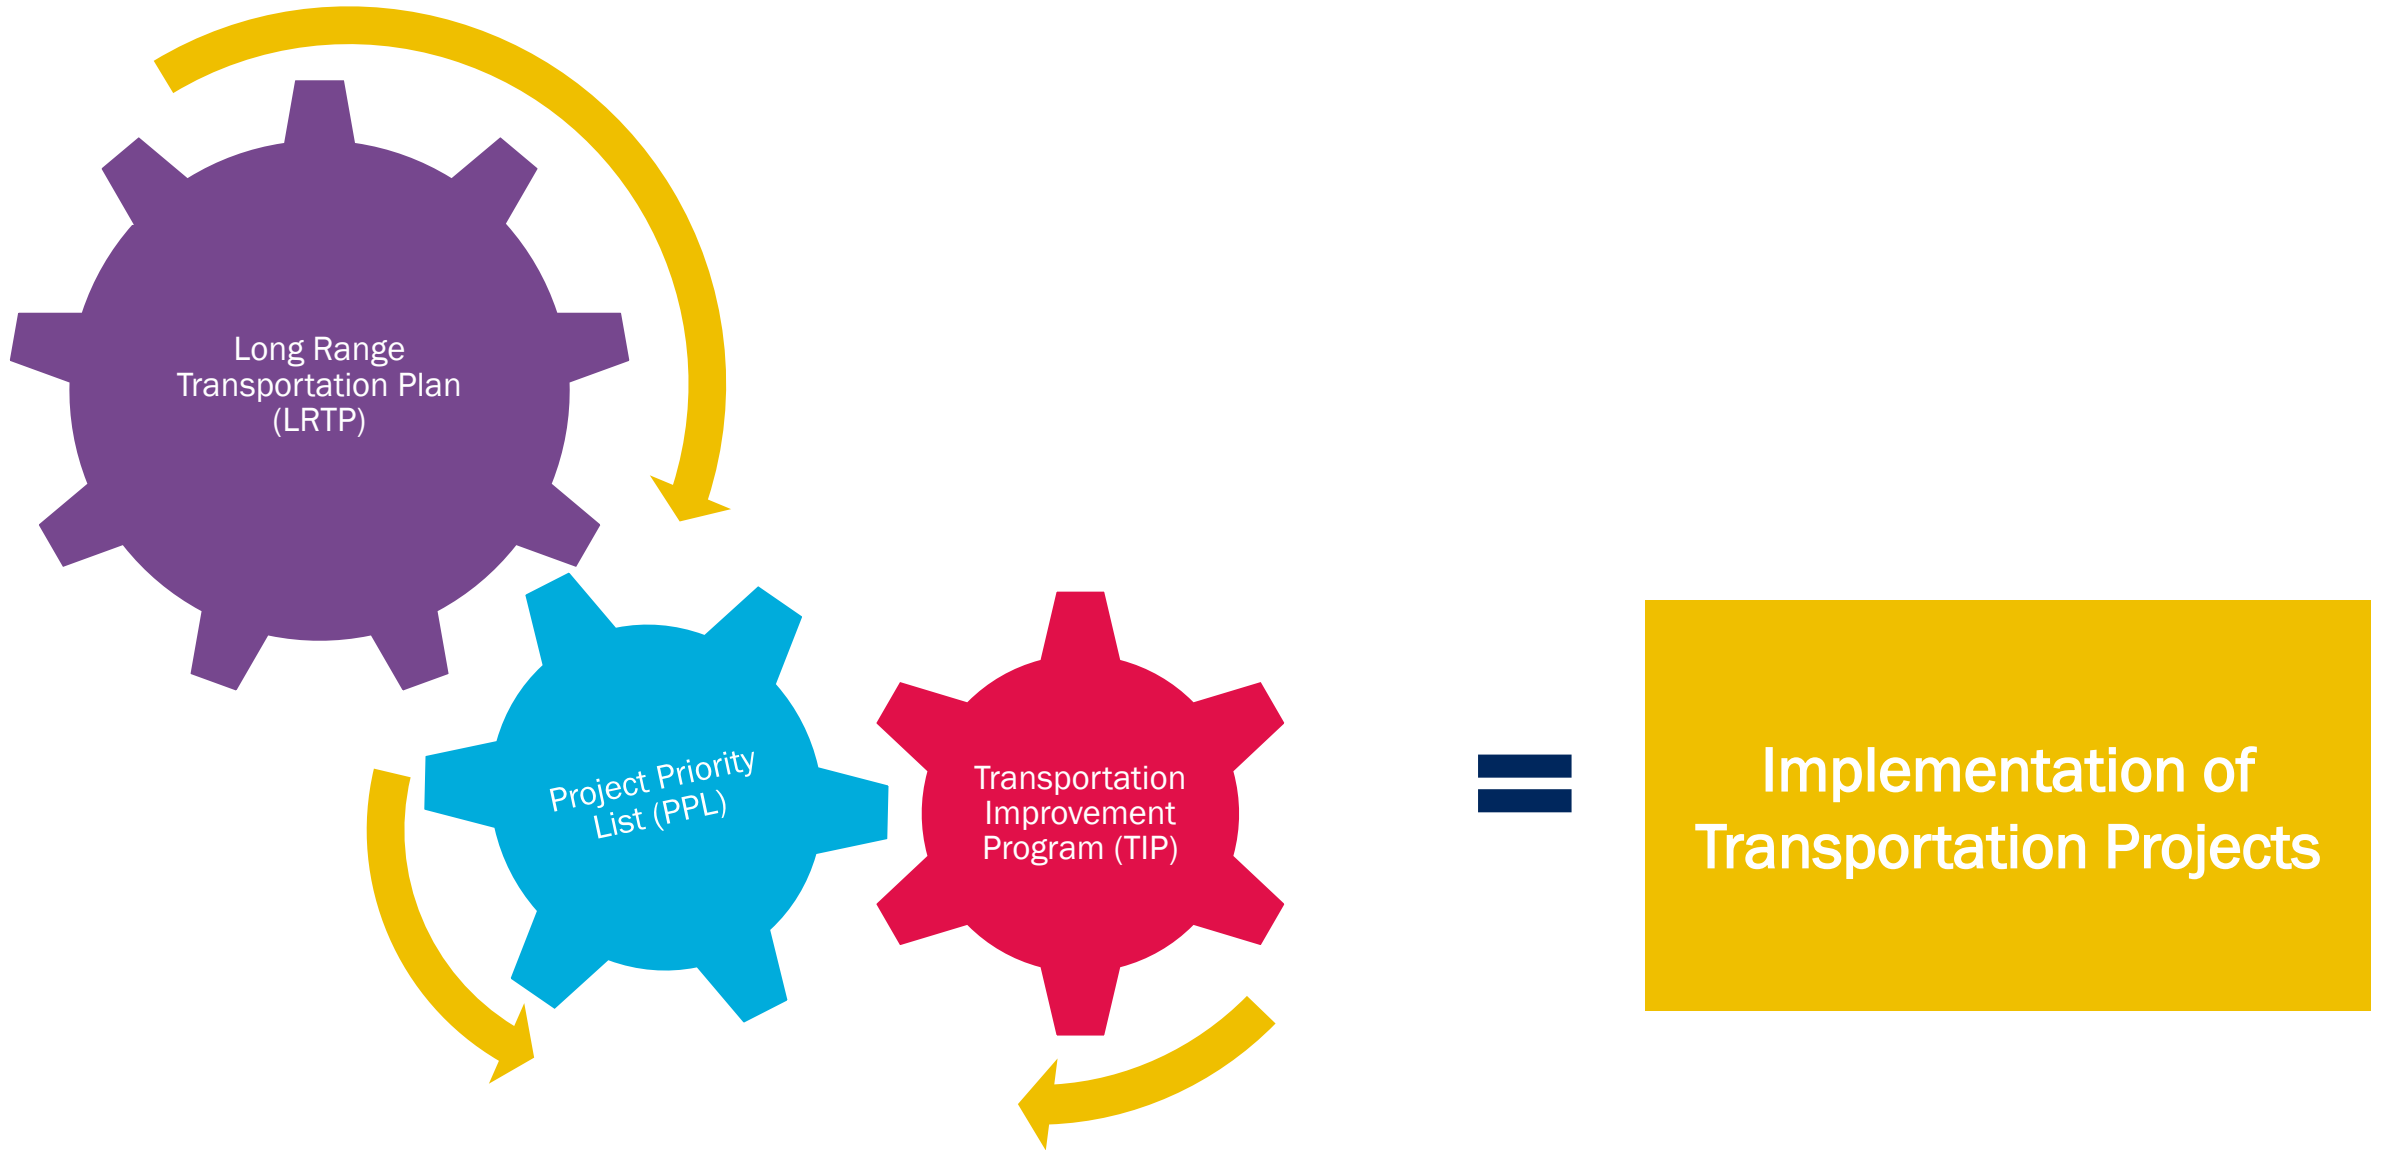 Long Range
Transportation Plan
(LRTP)
Project Priority
List (PPL)
Transportation
Improvement
Program (TIP)
=
Implementation of
Transportation Projects